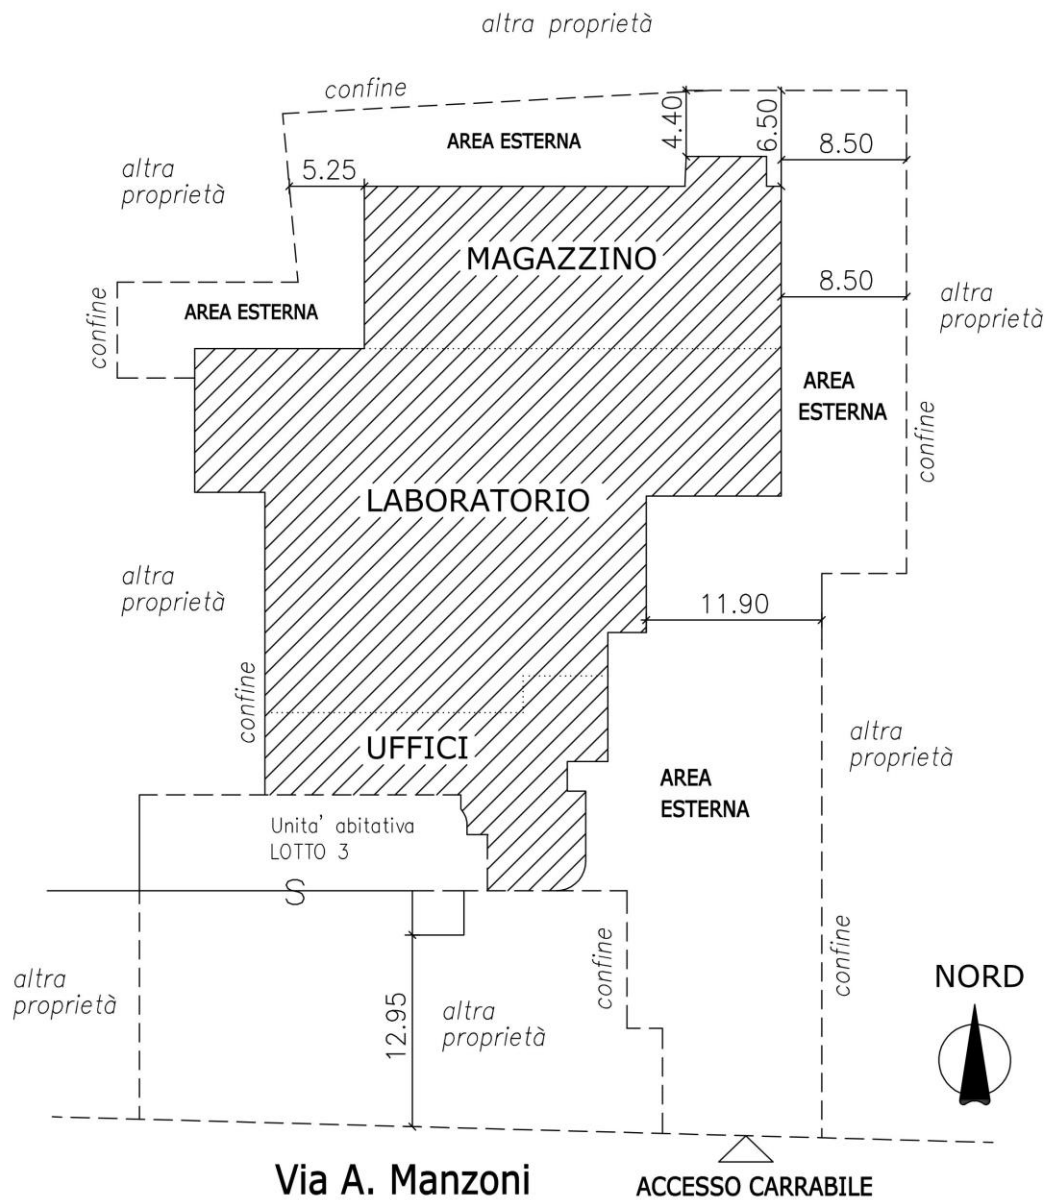 altra proprietà
confine
4.40
6.50
AREA ESTERNA
8.50
altra
proprietà
5.25
MAGAZZINO
8.50
altra
proprietà
confine
AREA ESTERNA
AREA
ESTERNA
confine
LABORATORIO
altra
proprietà
11.90
confine
UFFICI
altra
proprietà
AREA
ESTERNA
Unita' abitativa
LOTTO 3
S
confine
confine
altra
proprietà
12.95
altra
proprietà
NORD
Via A. Manzoni
ACCESSO CARRABILE